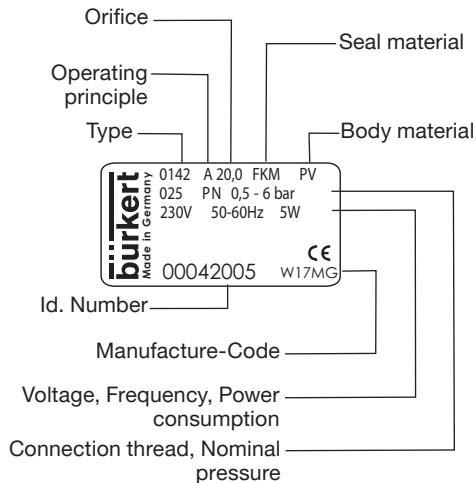 Orifice
Seal material
Operating
principle
Type
Body material
bürkert
Made in Germany
0142 A 20,0 FKM PV
025 PN 0,5 - 6 bar
230V 50-60Hz 5W
CE
00042005 W17MG
Id. Number
Manufacture-Code
Voltage, Frequency, Power
consumption
Connection thread, Nominal
pressure